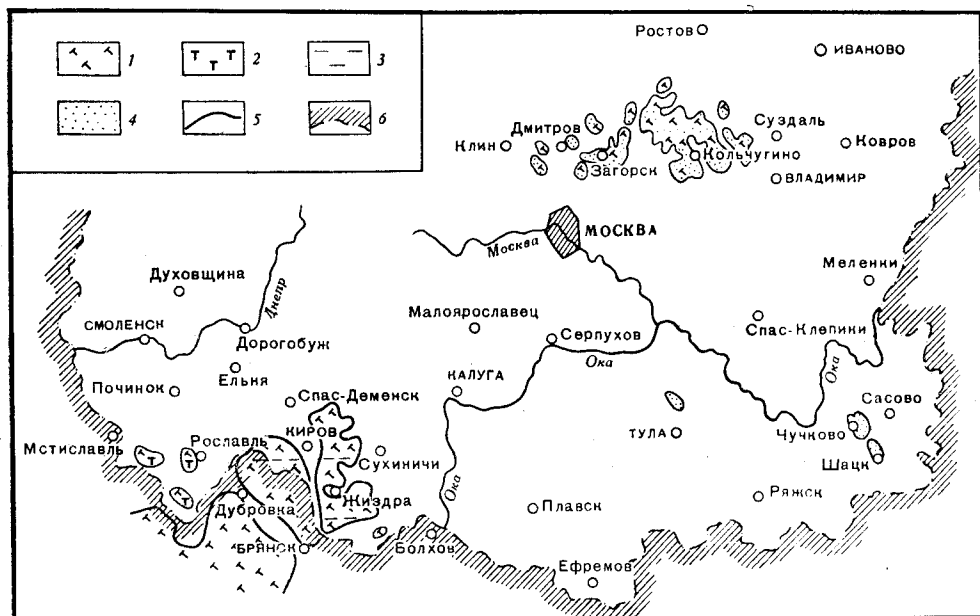 1 2 3
4 5 6
Ростов
ИВАНОВО
Клин
Дмитров
Загорск
Кольчугино
Суздаль
Ковров
ВЛАДИМИР
Москва
МОСКВА
Духовщина
Днепр
Меленки
СМОЛЕНСК
Дорогобуж
Малоярославец
Серпухов
Спас-Клепики
Ока
Ельня
Починок
КАЛУГА
Ока
Спас-Деменск
Сасово
Мстиславль
Рославль
КИРОВ
Сухиничи
ТУЛА
Чучково
Шацк
Ока
Жиздра
Дубровка
Плавск
Ряжск
БРЯНСК
Болхов
Ефремов